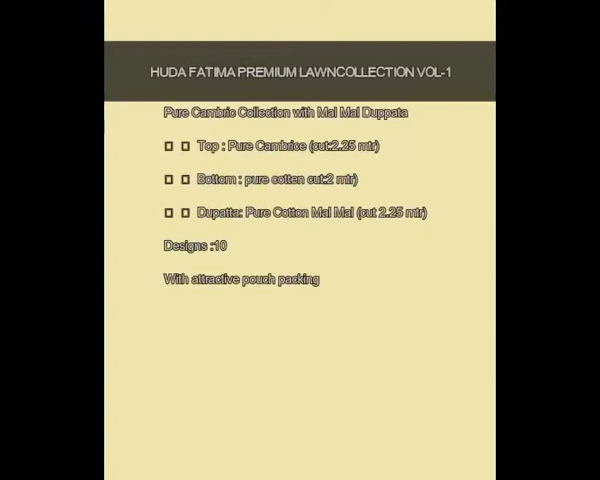 HUDA FATIMA PREMIUM LAWNCOLLECTION VOL-1
Pure Cambric Collection with Mal Mal Duppata
Top : Pure Cambrice (cut:2.25 mtr)
Bottom : pure cotten cut:2 mtr)
Dupatta: Pure Cotton Mal Mal (cut 2.25 mtr)
Designs :10
With attractive pouch packing